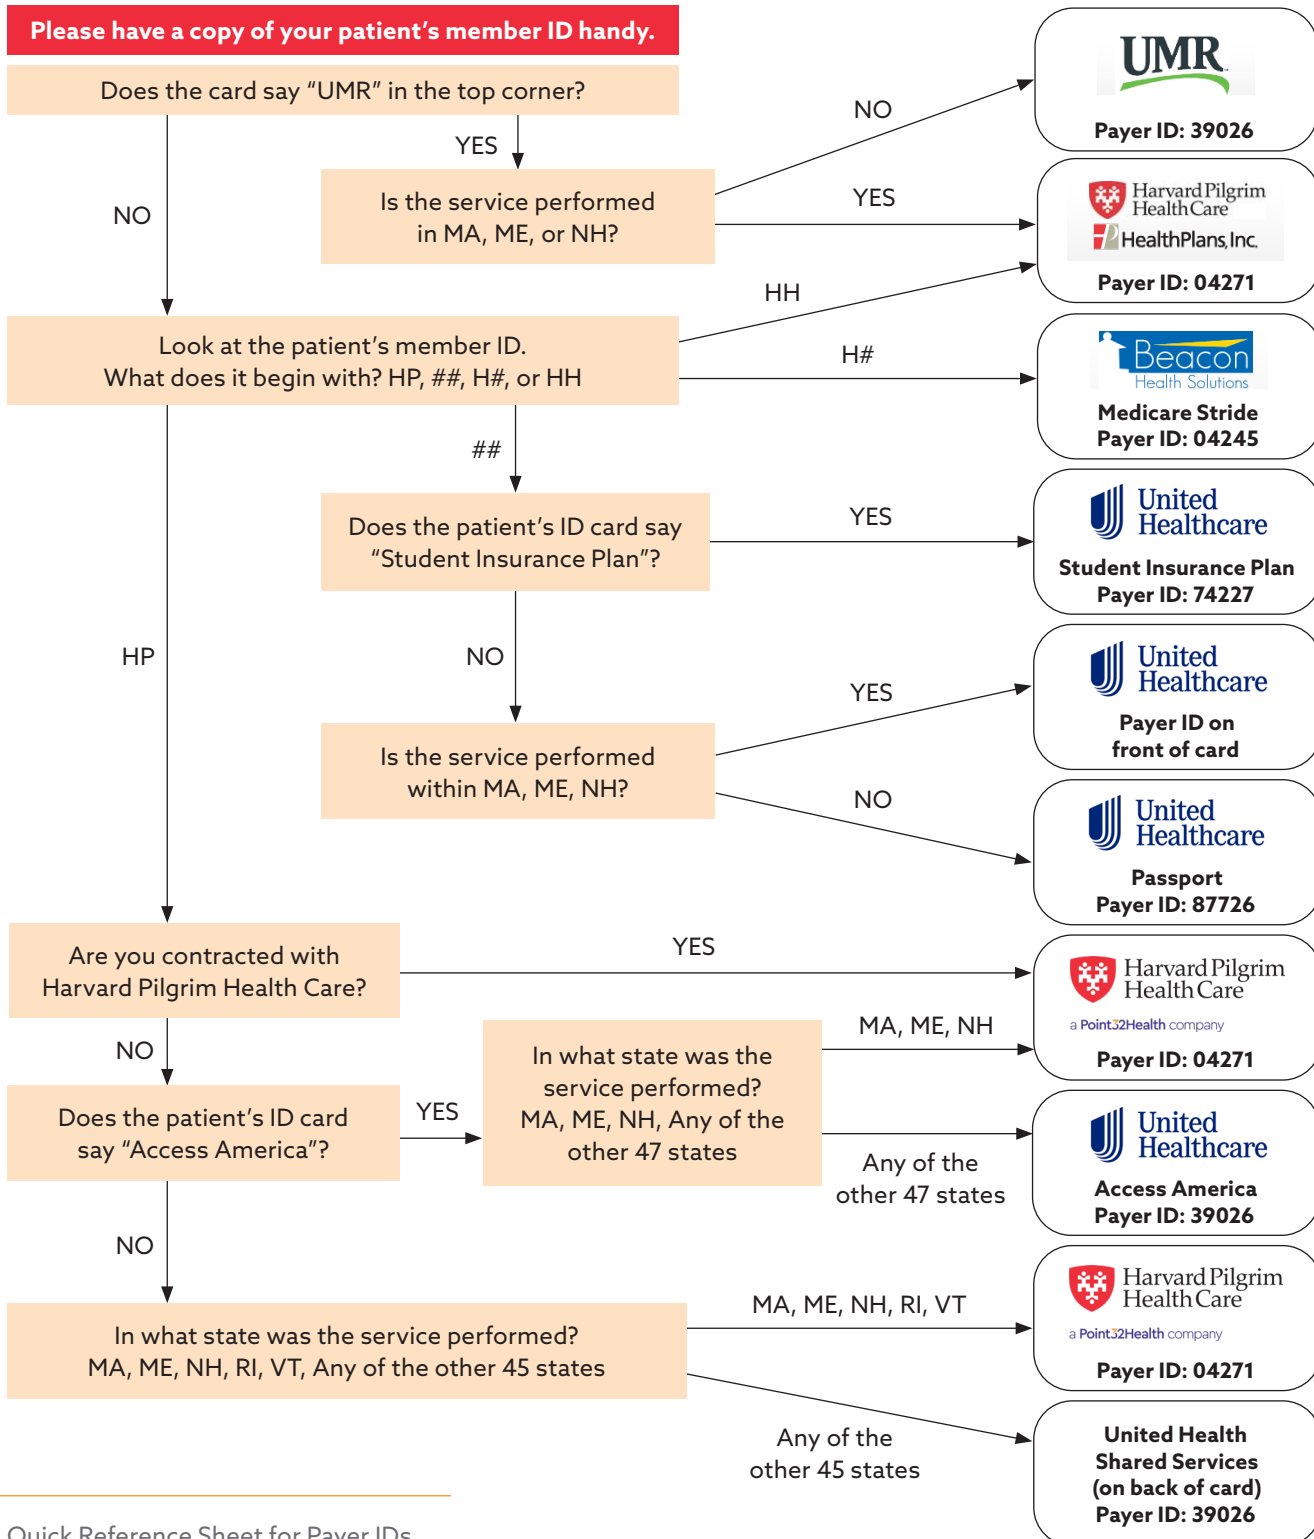 Please have a copy of your patient’s member ID handy.
Does the card say “UMR” in the top corner?
NO
YES
Is the service performed
in MA, ME, or NH?
NO
UMR
Payer ID: 39026
YES
Harvard Pilgrim
HealthCare
HealthPlans, Inc.
Payer ID: 04271
Look at the patient’s member ID.
What does it begin with? HP, ##, H#, or HH
HH
H#
Beacon
Health Solutions
Medicare Stride
Payer ID: 04245
##
Does the patient’s ID card say
“Student Insurance Plan”?
YES
United
Healthcare
Student Insurance Plan
Payer ID: 74227
HP
NO
Is the service performed
within MA, ME, NH?
YES
United
Healthcare
Payer ID on
front of card
NO
United
Healthcare
Passport
Payer ID: 87726
Are you contracted with
Harvard Pilgrim Health Care?
YES
Harvard Pilgrim
HealthCare
a Point32Health company
Payer ID: 04271
NO
Does the patient’s ID card
say “Access America”?
YES
In what state was the
service performed?
MA, ME, NH, Any of the
other 47 states
MA, ME, NH
Any of the
other 47 states
United
Healthcare
Access America
Payer ID: 39026
NO
In what state was the service performed?
MA, ME, NH, RI, VT, Any of the other 45 states
MA, ME, NH, RI, VT
Harvard Pilgrim
HealthCare
a Point32Health company
Payer ID: 04271
Any of the
other 45 states
United Health
Shared Services
(on back of card)
Payer ID: 39026
Quick Reference Sheet for Payer IDs